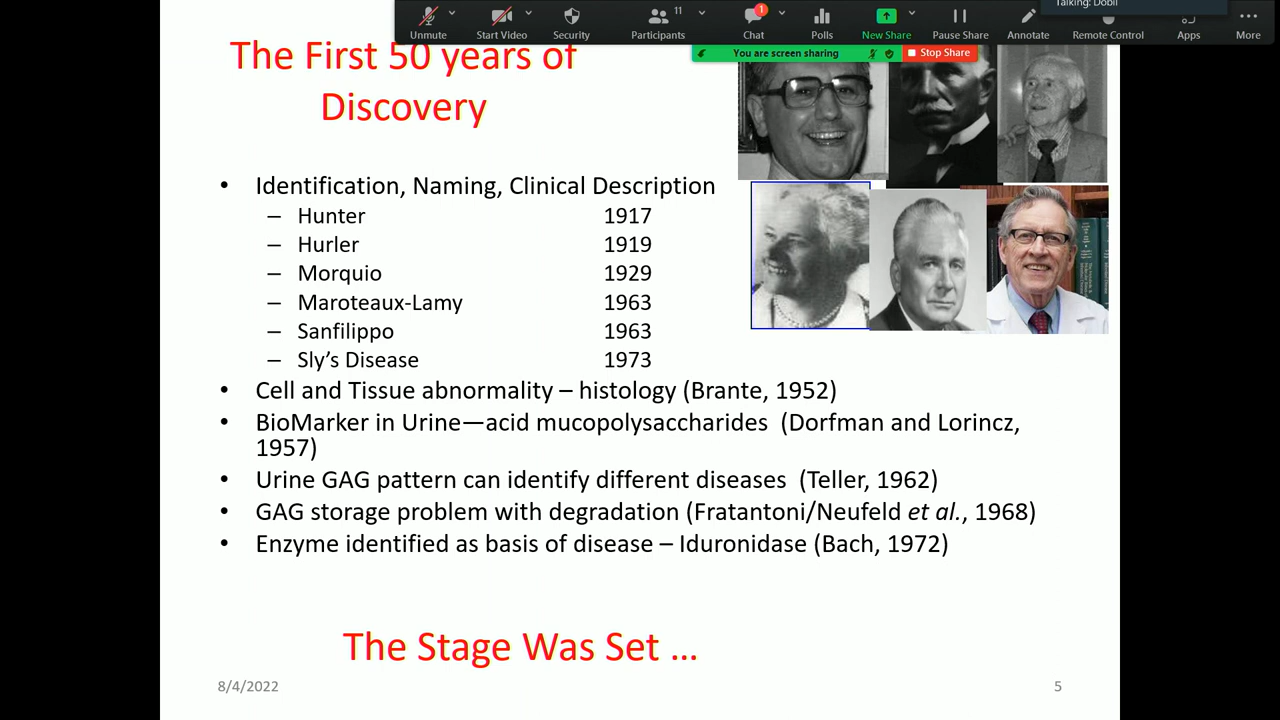 Talking: Dobil
11
1
Unmute Start Video Security Participants Chat Polls New Share Pause Share Annotate Remote Control Apps More
You are screen sharing Stop Share
The First 50 years of
Discovery
• Identification, Naming, Clinical Description
– Hunter 1917
– Hurler 1919
– Morquio 1929
– Maroteaux-Lamy 1963
– Sanfilippo 1963
– Sly’s Disease 1973
• Cell and Tissue abnormality – histology (Brante, 1952)
• BioMarker in Urine—acid mucopolysaccharides (Dorfman and Lorincz,
1957)
• Urine GAG pattern can identify different diseases (Teller, 1962)
• GAG storage problem with degradation (Fratantoni/Neufeld et al., 1968)
• Enzyme identified as basis of disease – Iduronidase (Bach, 1972)
The Stage Was Set ...
8/4/2022 5